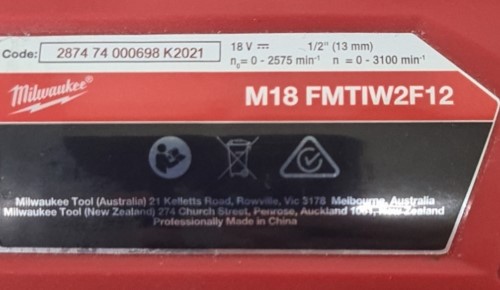 Code: 2874 74 000698 K2021 18 V 1/2" (13 mm)
n₀= 0 - 2575 min⁻¹ n = 0 - 3100 min⁻¹
Milwaukee®
M18 FMTIW2F12
Milwaukee Tool (Australia) 21 Kelletts Road, Rowville, Vic 3178 Melbourne, Australia
Milwaukee Tool (New Zealand) 274 Church Street, Penrose, Auckland 1061, New Zealand
Professionally Made in China